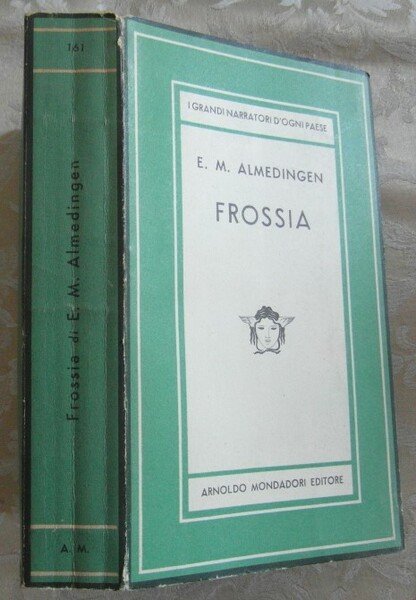 161
Frossia di E. M. Almedingen
A. M.
I GRANDI NARRATORI D'OGNI PAESE
E. M. ALMEDINGEN
FROSSIA
ARNOLDO MONDADORI EDITORE